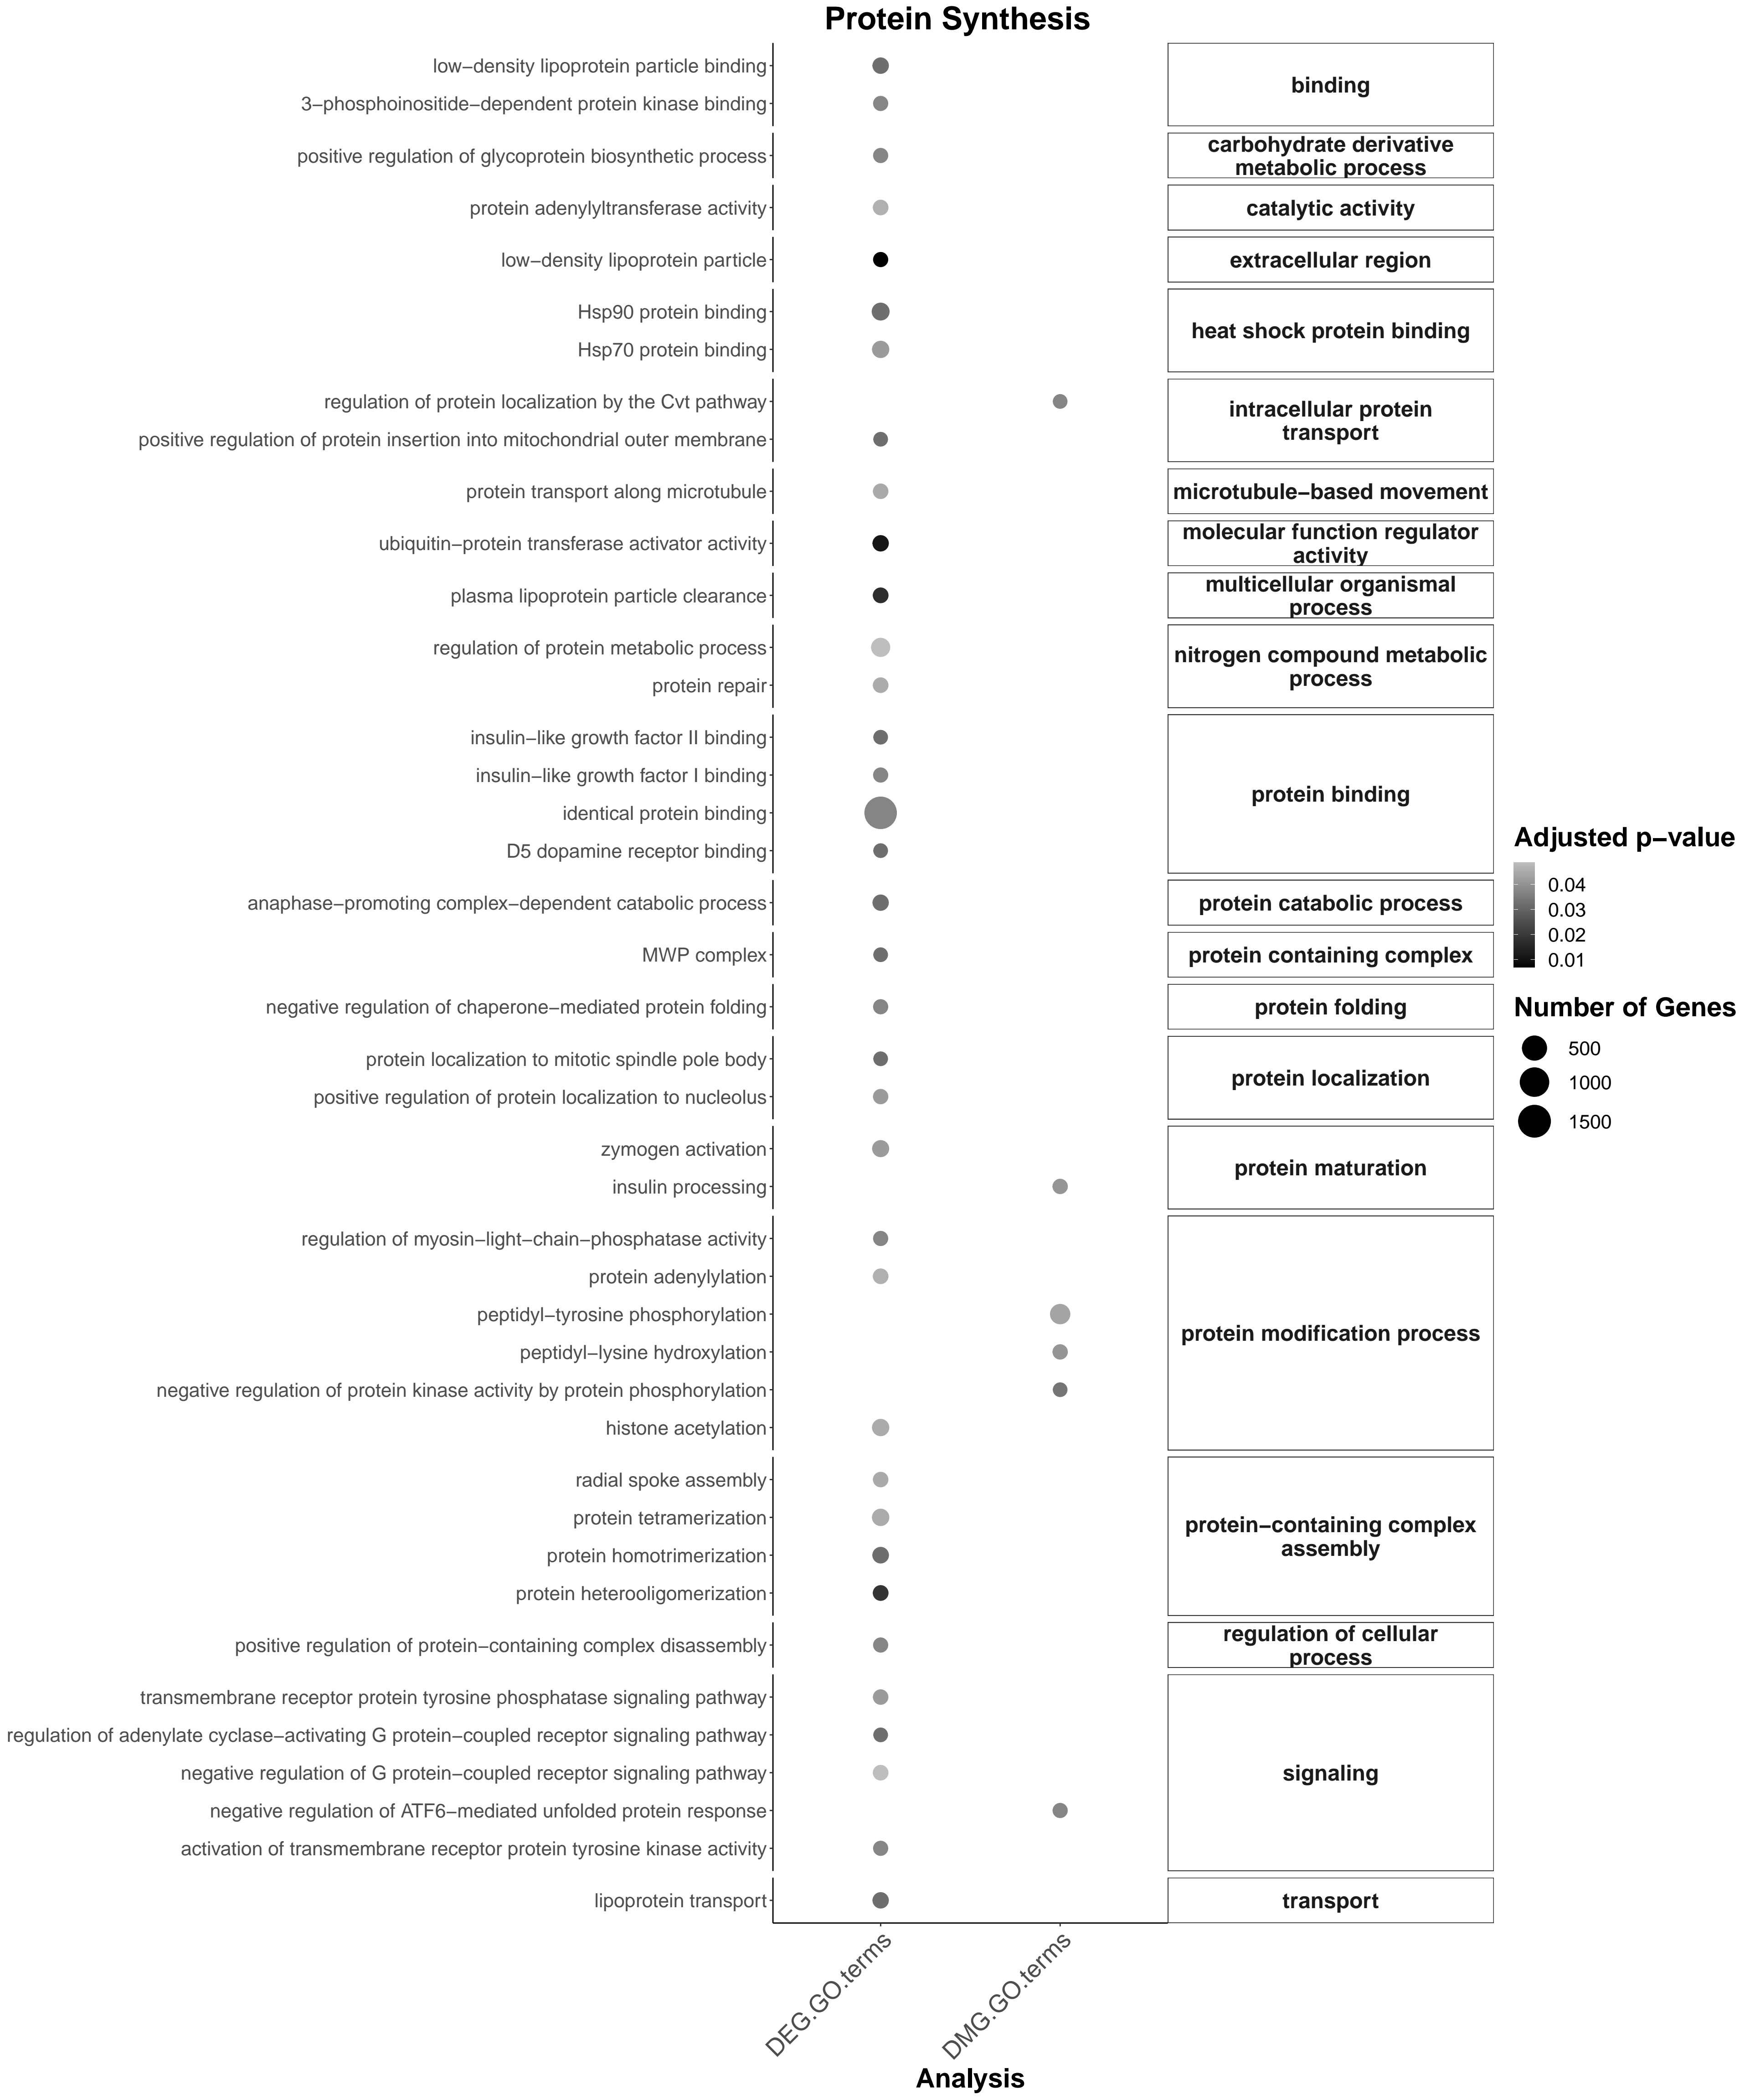 Protein Synthesis
low−density lipoprotein particle binding
3−phosphoinositide−dependent protein kinase binding
binding
positive regulation of glycoprotein biosynthetic process
carbohydrate derivative
metabolic process
protein adenylyltransferase activity
catalytic activity
low−density lipoprotein particle
extracellular region
Hsp90 protein binding
Hsp70 protein binding
heat shock protein binding
regulation of protein localization by the Cvt pathway
positive regulation of protein insertion into mitochondrial outer membrane
intracellular protein
transport
protein transport along microtubule
microtubule−based movement
ubiquitin−protein transferase activator activity
molecular function regulator
activity
plasma lipoprotein particle clearance
multicellular organismal
process
regulation of protein metabolic process
protein repair
nitrogen compound metabolic
process
insulin−like growth factor II binding
insulin−like growth factor I binding
identical protein binding
D5 dopamine receptor binding
protein binding
anaphase−promoting complex−dependent catabolic process
protein catabolic process
MWP complex
protein containing complex
negative regulation of chaperone−mediated protein folding
protein folding
protein localization to mitotic spindle pole body
positive regulation of protein localization to nucleolus
protein localization
zymogen activation
insulin processing
protein maturation
regulation of myosin−light−chain−phosphatase activity
protein adenylylation
peptidyl−tyrosine phosphorylation
peptidyl−lysine hydroxylation
negative regulation of protein kinase activity by protein phosphorylation
histone acetylation
protein modification process
radial spoke assembly
protein tetramerization
protein homotrimerization
protein heterooligomerization
protein−containing complex
assembly
positive regulation of protein−containing complex disassembly
regulation of cellular
process
transmembrane receptor protein tyrosine phosphatase signaling pathway
regulation of adenylate cyclase−activating G protein−coupled receptor signaling pathway
negative regulation of G protein−coupled receptor signaling pathway
negative regulation of ATF6−mediated unfolded protein response
activation of transmembrane receptor protein tyrosine kinase activity
signaling
lipoprotein transport
transport
DEG.GO.terms
DMG.GO.terms
Analysis
Adjusted p−value
0.04
0.03
0.02
0.01
Number of Genes
500
1000
1500